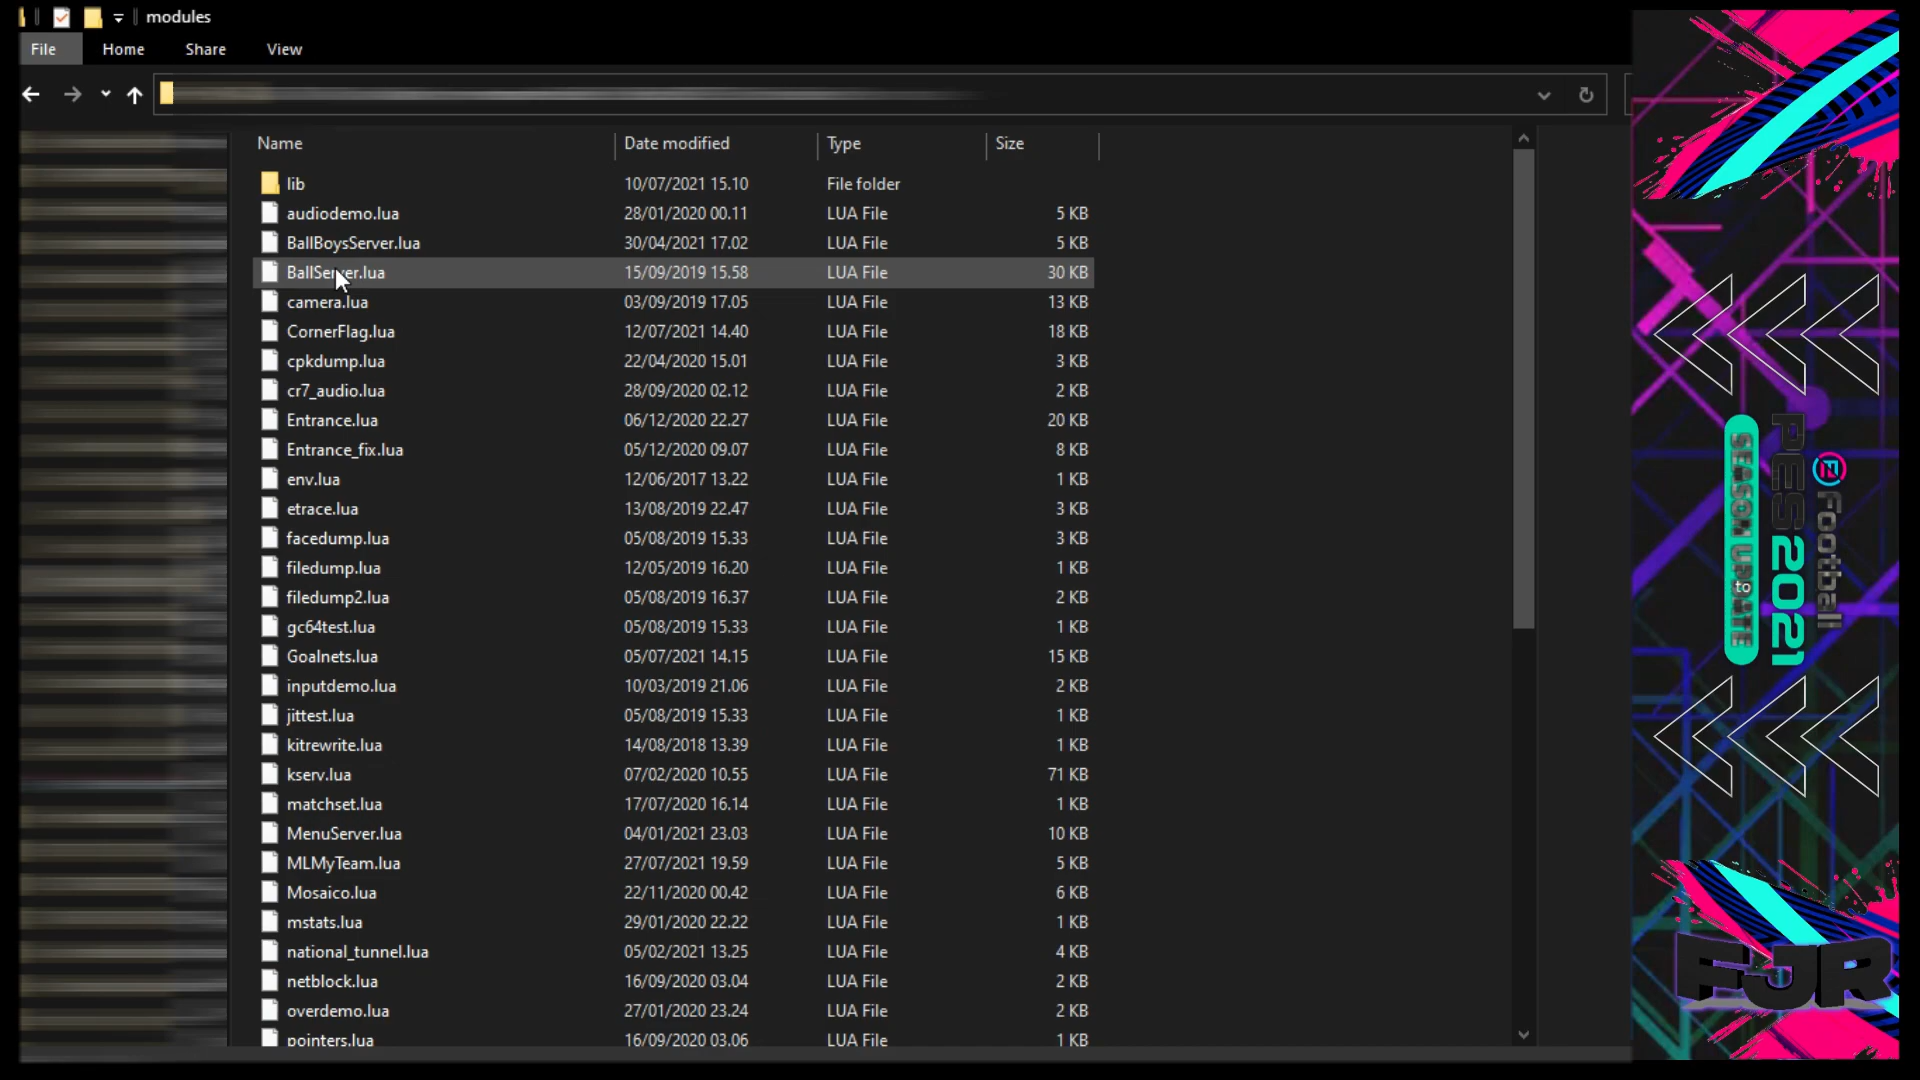 modules
File Home Share View
Name Date modified Type Size
lib 10/07/2021 15.10 File folder
audiodemo.lua 28/01/2020 00.11 LUA File 5 KB
BallBoysServer.lua 30/04/2021 17.02 LUA File 5 KB
BallServer.lua 15/09/2019 15.58 LUA File 30 KB
camera.lua 03/09/2019 17.05 LUA File 13 KB
CornerFlag.lua 12/07/2021 14.40 LUA File 18 KB
cpkdump.lua 22/04/2020 15.01 LUA File 3 KB
cr7_audio.lua 28/09/2020 02.12 LUA File 2 KB
Entrance.lua 06/12/2020 22.27 LUA File 20 KB
Entrance_fix.lua 05/12/2020 09.07 LUA File 8 KB
env.lua 12/06/2017 13.22 LUA File 1 KB
etrace.lua 13/08/2019 22.47 LUA File 3 KB
facedump.lua 05/08/2019 15.33 LUA File 3 KB
filedump.lua 12/05/2019 16.20 LUA File 1 KB
filedump2.lua 05/08/2019 16.37 LUA File 2 KB
gc64test.lua 05/08/2019 15.33 LUA File 1 KB
Goalnets.lua 05/07/2021 14.15 LUA File 15 KB
inputdemo.lua 10/03/2019 21.06 LUA File 2 KB
jittest.lua 05/08/2019 15.33 LUA File 1 KB
kitrewrite.lua 14/08/2018 13.39 LUA File 1 KB
kserv.lua 07/02/2020 10.55 LUA File 71 KB
matchset.lua 17/07/2020 16.14 LUA File 1 KB
MenuServer.lua 04/01/2021 23.03 LUA File 10 KB
MLMyTeam.lua 27/07/2021 19.59 LUA File 5 KB
Mosaico.lua 22/11/2020 00.42 LUA File 6 KB
mstats.lua 29/01/2020 22.22 LUA File 1 KB
national_tunnel.lua 05/02/2021 13.25 LUA File 4 KB
netblock.lua 16/09/2020 03.04 LUA File 2 KB
overdemo.lua 27/01/2020 23.24 LUA File 2 KB
pointers.lua 16/09/2020 03.06 LUA File 1 KB
eFootball
PES 2021
SEASON UPDATE
to
FJR